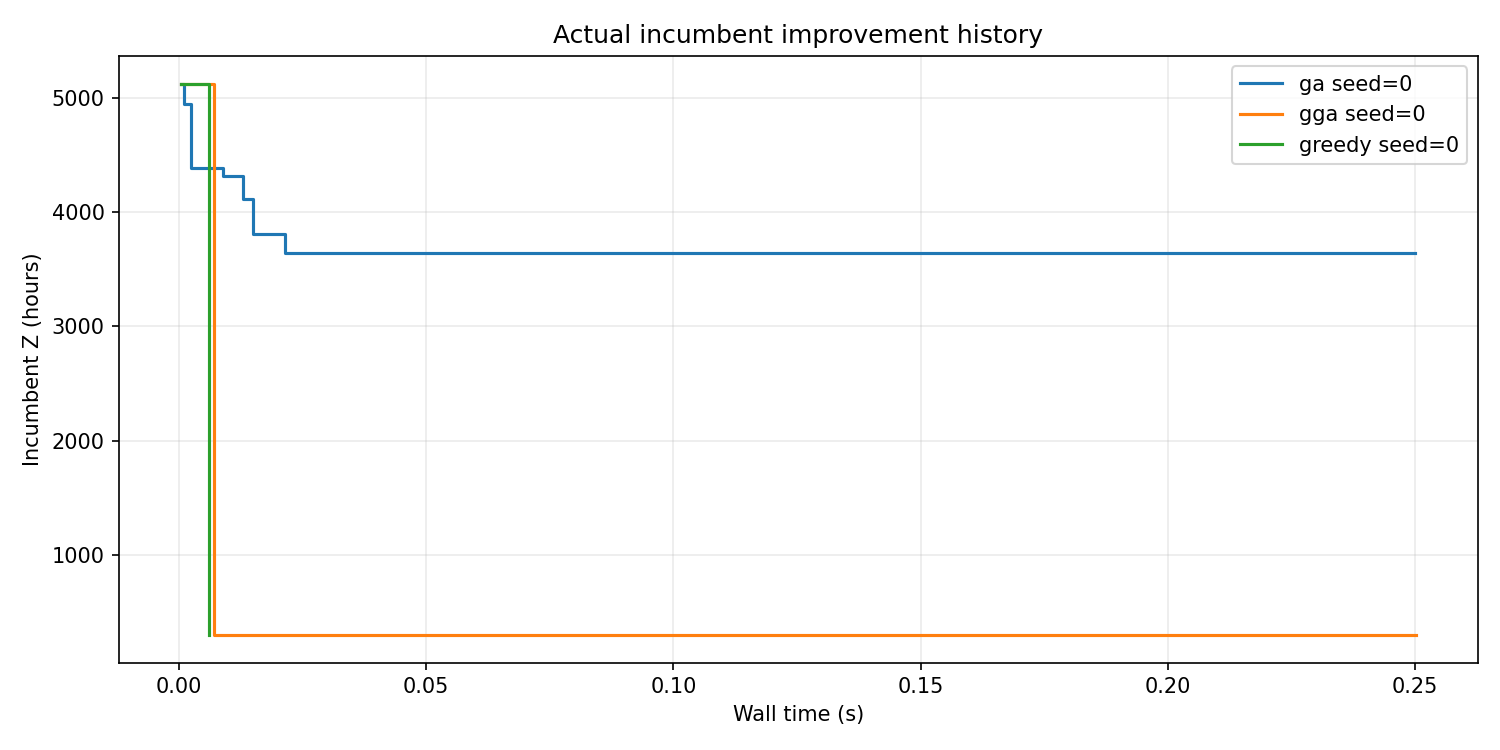 Actual incumbent improvement history
ga seed=0
gga seed=0
greedy seed=0
Incumbent Z (hours)
5000
4000
3000
2000
1000
0.00
0.05
0.10
0.15
0.20
0.25
Wall time (s)